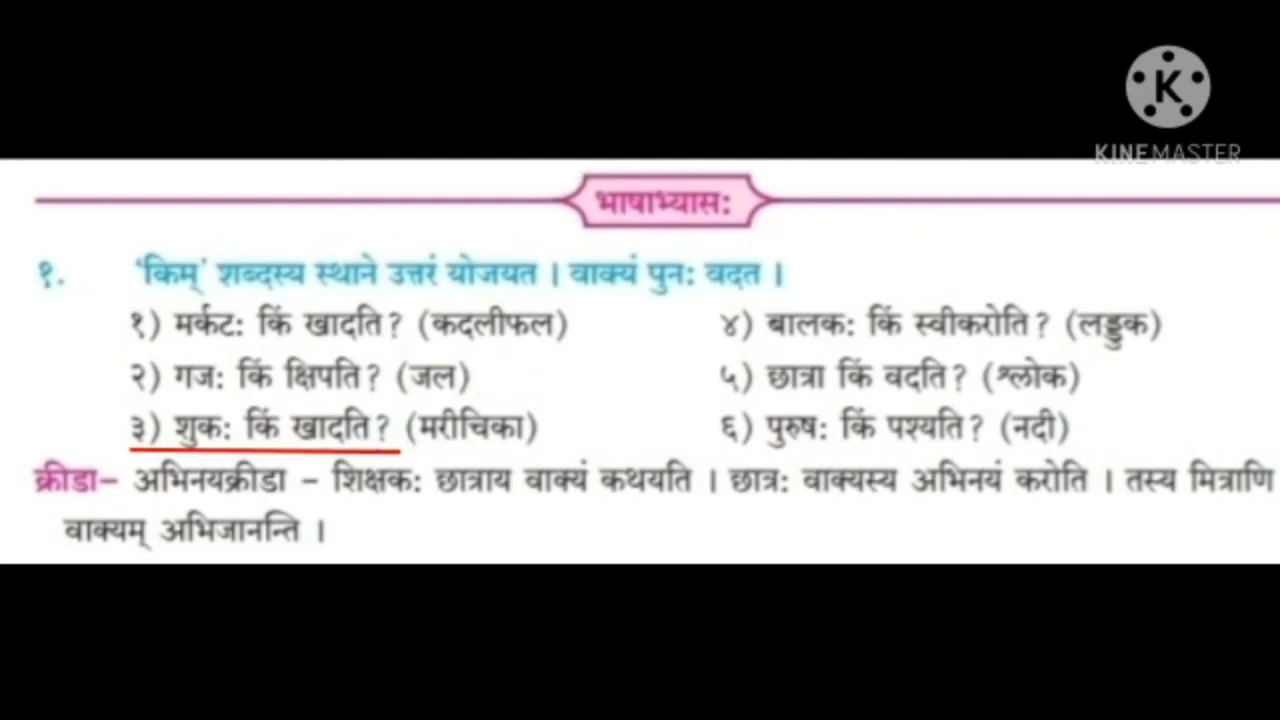 K
KINEMASTER
भाषाभ्यासः
१. 'किम्' शब्दस्य स्थाने उत्तरं योजयत । वाक्यं पुनः वदत ।
१) मर्कटः किं खादति? (कदलीफल) ४) बालकः किं स्वीकरोति? (लड्डुक)
२) गजः किं क्षिपति? (जल) ५) छात्रा किं वदति? (श्लोक)
३) शुकः किं खादति? (मरीचिका) ६) पुरुषः किं पश्यति? (नदी)
क्रीडा– अभिनयक्रीडा – शिक्षकः छात्राय वाक्यं कथयति । छात्रः वाक्यस्य अभिनयं करोति । तस्य मित्राणि
वाक्यम् अभिजानन्ति ।